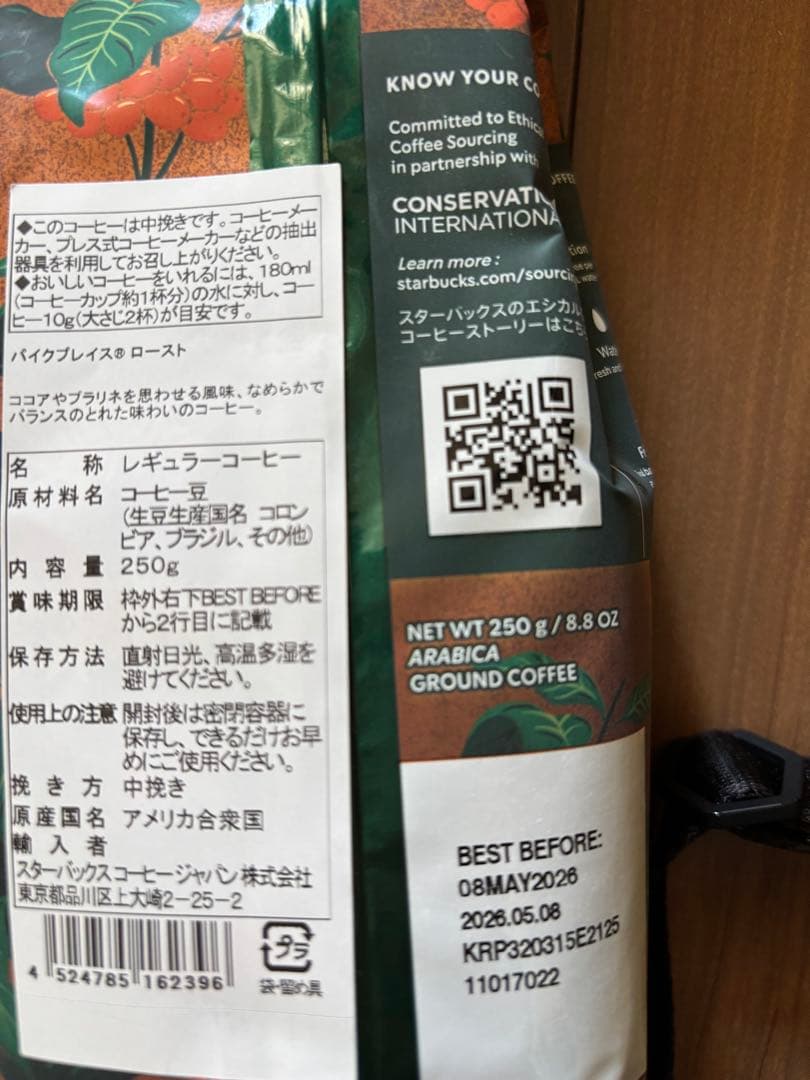 ◆このコーヒーは中挽きです。コーヒーメー
カー、プレス式コーヒーメーカーなどの抽出
器具を利用してお召し上がりください。
◆おいしいコーヒーをいれるには、180ml
(コーヒーカップ約1杯分)の水に対し、コー
ヒー10g(大さじ2杯)が目安です。
パイクプレイス® ロースト
ココアやプラリネを思わせる風味、なめらかで
バランスのとれた味わいのコーヒー。
名称 レギュラーコーヒー
原材料名 コーヒー豆
(生豆生産国名 コロン
ビア、ブラジル、その他)
内容量 250g
賞味期限 枠外右下BEST BEFORE
から2行目に記載
保存方法 直射日光、高温多湿を
避けてください。
使用上の注意 開封後は密閉容器に
保存し、できるだけお早
めにご使用ください。
挽き方 中挽き
原産国名 アメリカ合衆国
輸入者
スターバックスコーヒージャパン株式会社
東京都品川区上大崎2-25-2
4 524785 162396
プラ
袋・留め具
KNOW YOUR
Committed to
Coffee Sourcing
in partnership with
CONSERVATIO
INTERNATIONA
Learn more :
starbucks.com/sourcin
スターバックスのエシカル
コーヒーストーリーはこち
NET WT 250 g / 8.8 OZ
ARABICA
GROUND COFFEE
BEST BEFORE:
08MAY2026
2026.05.08
KRP320315E2125
11017022